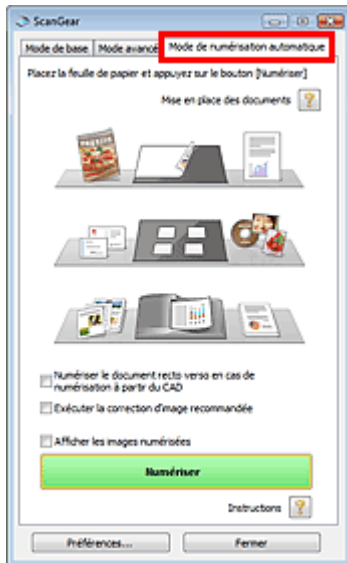 ScanGear
Mode de base Mode avancé Mode de numérisation automatique
Placez la feuille de papier et appuyez sur le bouton [Numériser]
Mise en place des documents
Numériser le document recto verso en cas de
numérisation à partir du CAD
Exécuter la correction d'image recommandée
Afficher les images numérisées
Numériser
Instructions
Préférences... Fermer